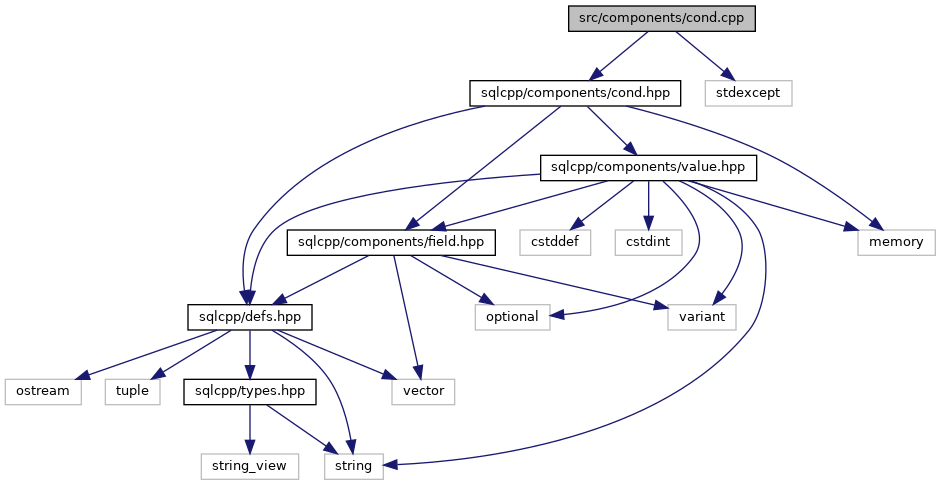 src/components/cond.cpp
sqlcpp/components/cond.hpp
stdexcept
sqlcpp/components/value.hpp
sqlcpp/components/field.hpp
cstddef
cstdint
memory
sqlcpp/defs.hpp
optional
variant
ostream
tuple
sqlcpp/types.hpp
vector
string_view
string